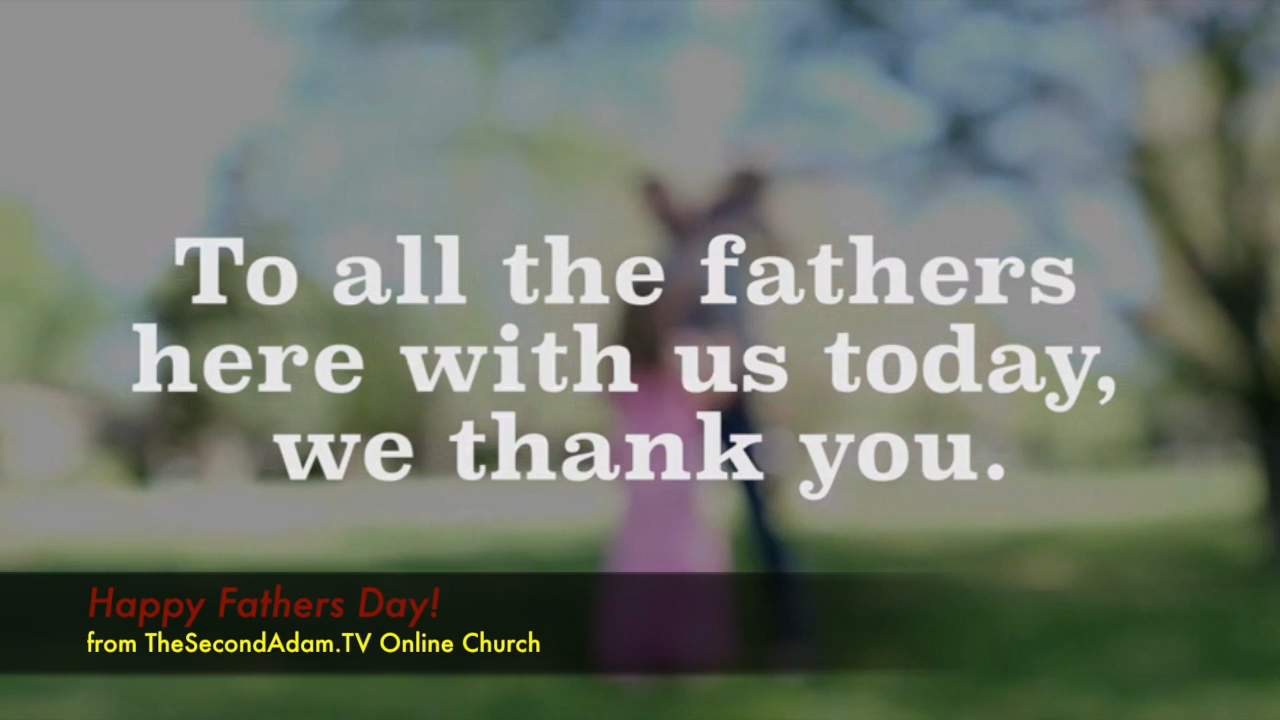 To all the fathers
here with us today,
we thank you.
Happy Fathers Day!
from TheSecondAdam.TV Online Church